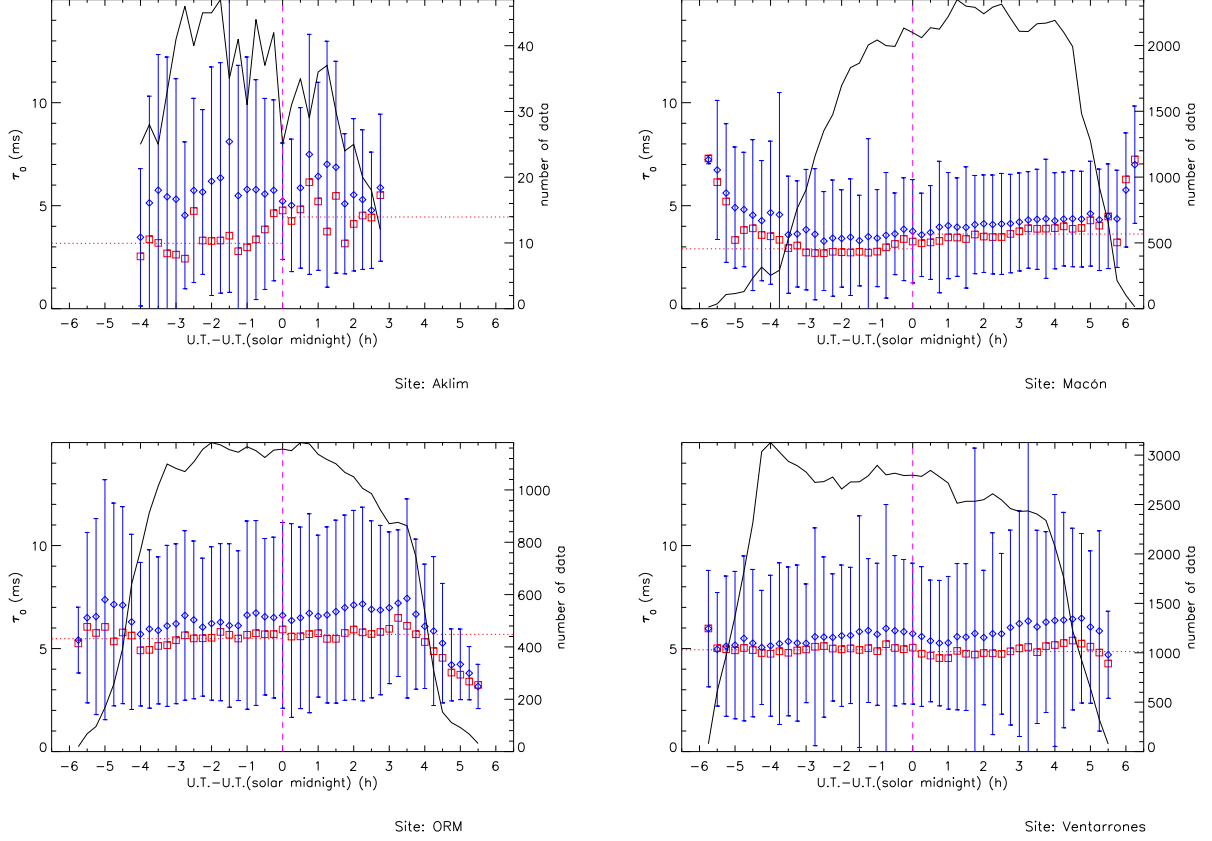 10
5
0
τ0 (ms)
40
30
20
10
0
number of data
−6 −5 −4 −3 −2 −1 0 1 2 3 4 5 6
U.T.−U.T.(solar midnight) (h)
Site: Aklim
10
5
0
τ0 (ms)
2000
1500
1000
500
0
number of data
−6 −5 −4 −3 −2 −1 0 1 2 3 4 5 6
U.T.−U.T.(solar midnight) (h)
Site: Macón
10
5
0
τ0 (ms)
1000
800
600
400
200
0
number of data
−6 −5 −4 −3 −2 −1 0 1 2 3 4 5 6
U.T.−U.T.(solar midnight) (h)
Site: ORM
10
5
0
τ0 (ms)
3000
2500
2000
1500
1000
500
0
number of data
−6 −5 −4 −3 −2 −1 0 1 2 3 4 5 6
U.T.−U.T.(solar midnight) (h)
Site: Ventarrones